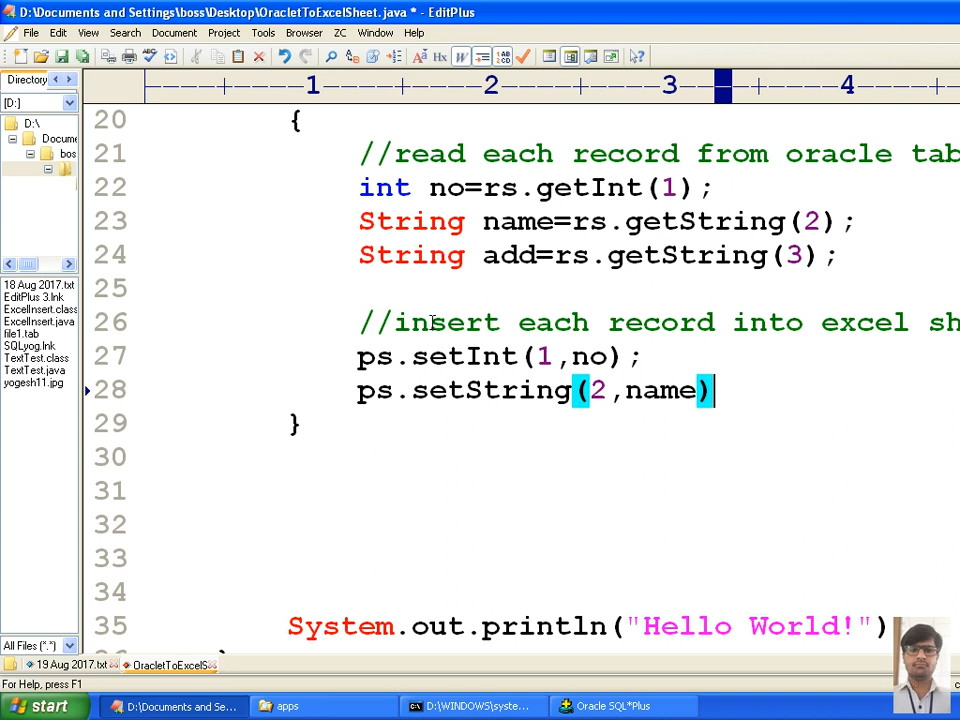 D:\Documents and Settings\boss\Desktop\OracletToExcelSheet.java * - EditPlus
File Edit View Search Document Project Tools Browser ZC Window Help
Directory
[D:]
D:\
Docume
bos
18 Aug 2017.txt
EditPlus 3.lnk
ExcelInsert.class
ExcelInsert.java
file1.tab
SQLyog.lnk
TextTest.class
TextTest.java
yogesh11.jpg
All Files (*.*)
1 2 3 4
20 {
21 //read each record from oracle tab
22 int no=rs.getInt(1);
23 String name=rs.getString(2);
24 String add=rs.getString(3);
25
26 //insert each record into excel sh
27 ps.setInt(1,no);
28 ps.setString(2,name)
29 }
30
31
32
33
34
35 System.out.println("Hello World!")
19 Aug 2017.txt OracletToExcelS
For Help, press F1
start D:\Documents and Se... apps D:\WINDOWS\syste... Oracle SQL*Plus